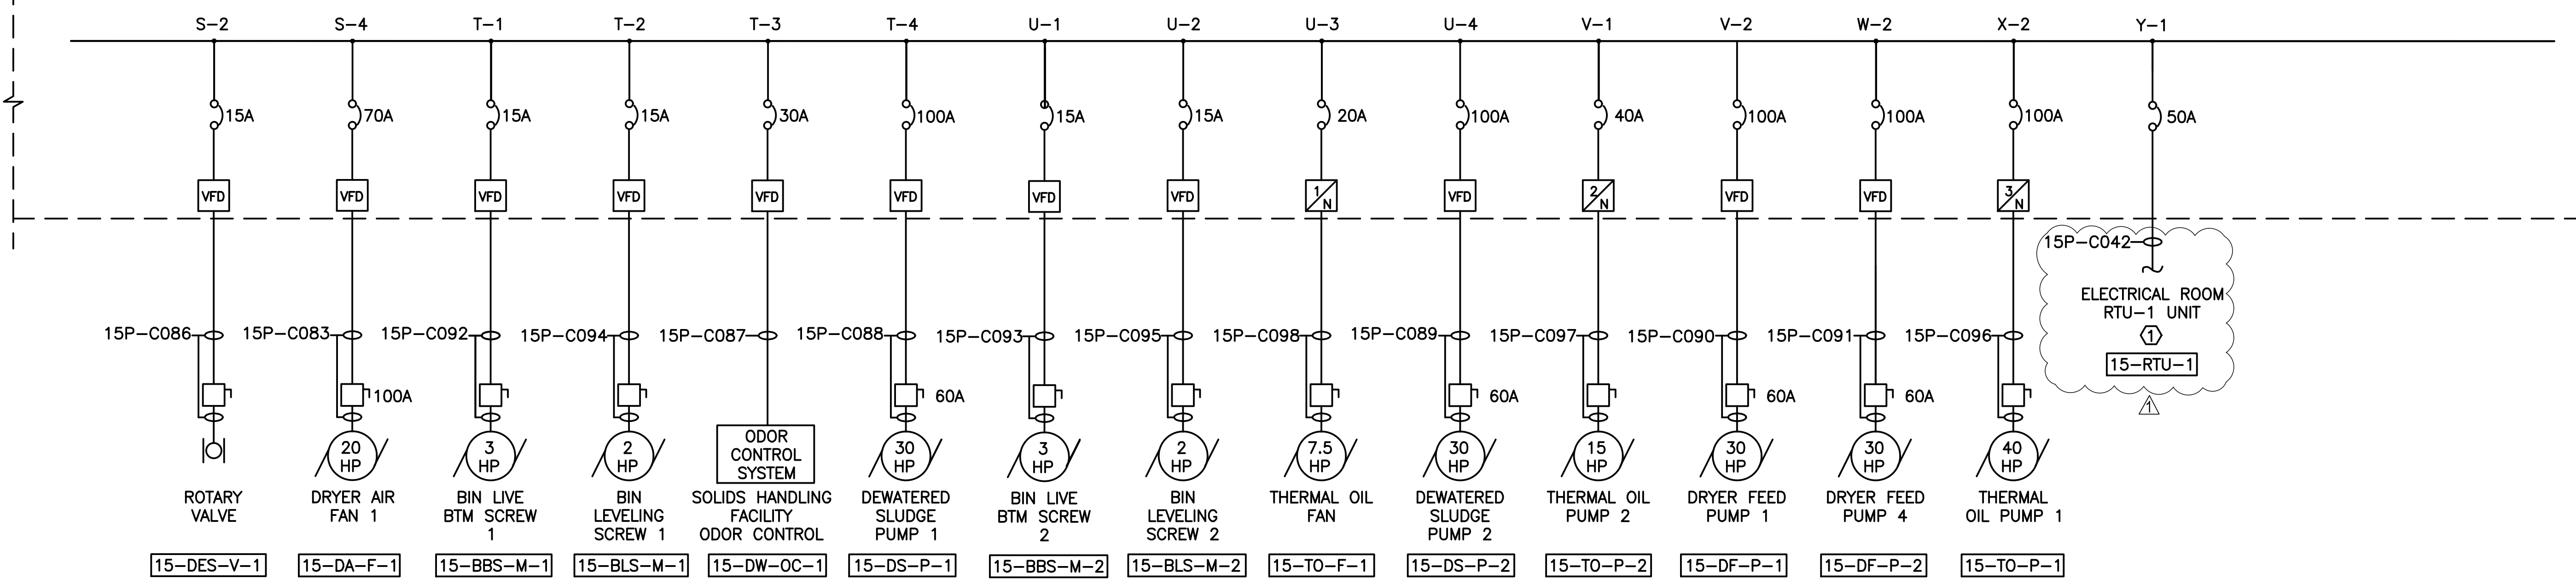 S-2 S-4 T-1 T-2 T-3 T-4 U-1 U-2 U-3 U-4 V-1 V-2 W-2 X-2 Y-1
15A 70A 15A 15A 30A 100A 15A 15A 20A 100A 40A 100A 100A 100A 50A
VFD VFD VFD VFD VFD VFD VFD VFD 1/N VFD 2/N VFD VFD 3/N
15P-C042
ELECTRICAL ROOM
RTU-1 UNIT
1
15-RTU-1
1
15P-C086 15P-C083 15P-C092 15P-C094 15P-C087 15P-C088 15P-C093 15P-C095 15P-C098 15P-C089 15P-C097 15P-C090 15P-C091 15P-C096
100A 60A 60A 60A 60A
ROTARY
VALVE
15-DES-V-1
20
HP
DRYER AIR
FAN 1
15-DA-F-1
3
HP
BIN LIVE
BTM SCREW
1
15-BBS-M-1
2
HP
BIN
LEVELING
SCREW 1
15-BLS-M-1
ODOR
CONTROL
SYSTEM
SOLIDS HANDLING
FACILITY
ODOR CONTROL
15-DW-OC-1
30
HP
DEWATERED
SLUDGE
PUMP 1
15-DS-P-1
3
HP
BIN LIVE
BTM SCREW
2
15-BBS-M-2
2
HP
BIN
LEVELING
SCREW 2
15-BLS-M-2
7.5
HP
THERMAL OIL
FAN
15-TO-F-1
30
HP
DEWATERED
SLUDGE
PUMP 2
15-DS-P-2
15
HP
THERMAL OIL
PUMP 2
15-TO-P-2
30
HP
DRYER FEED
PUMP 1
15-DF-P-1
30
HP
DRYER FEED
PUMP 4
15-DF-P-2
40
HP
THERMAL
OIL PUMP 1
15-TO-P-1